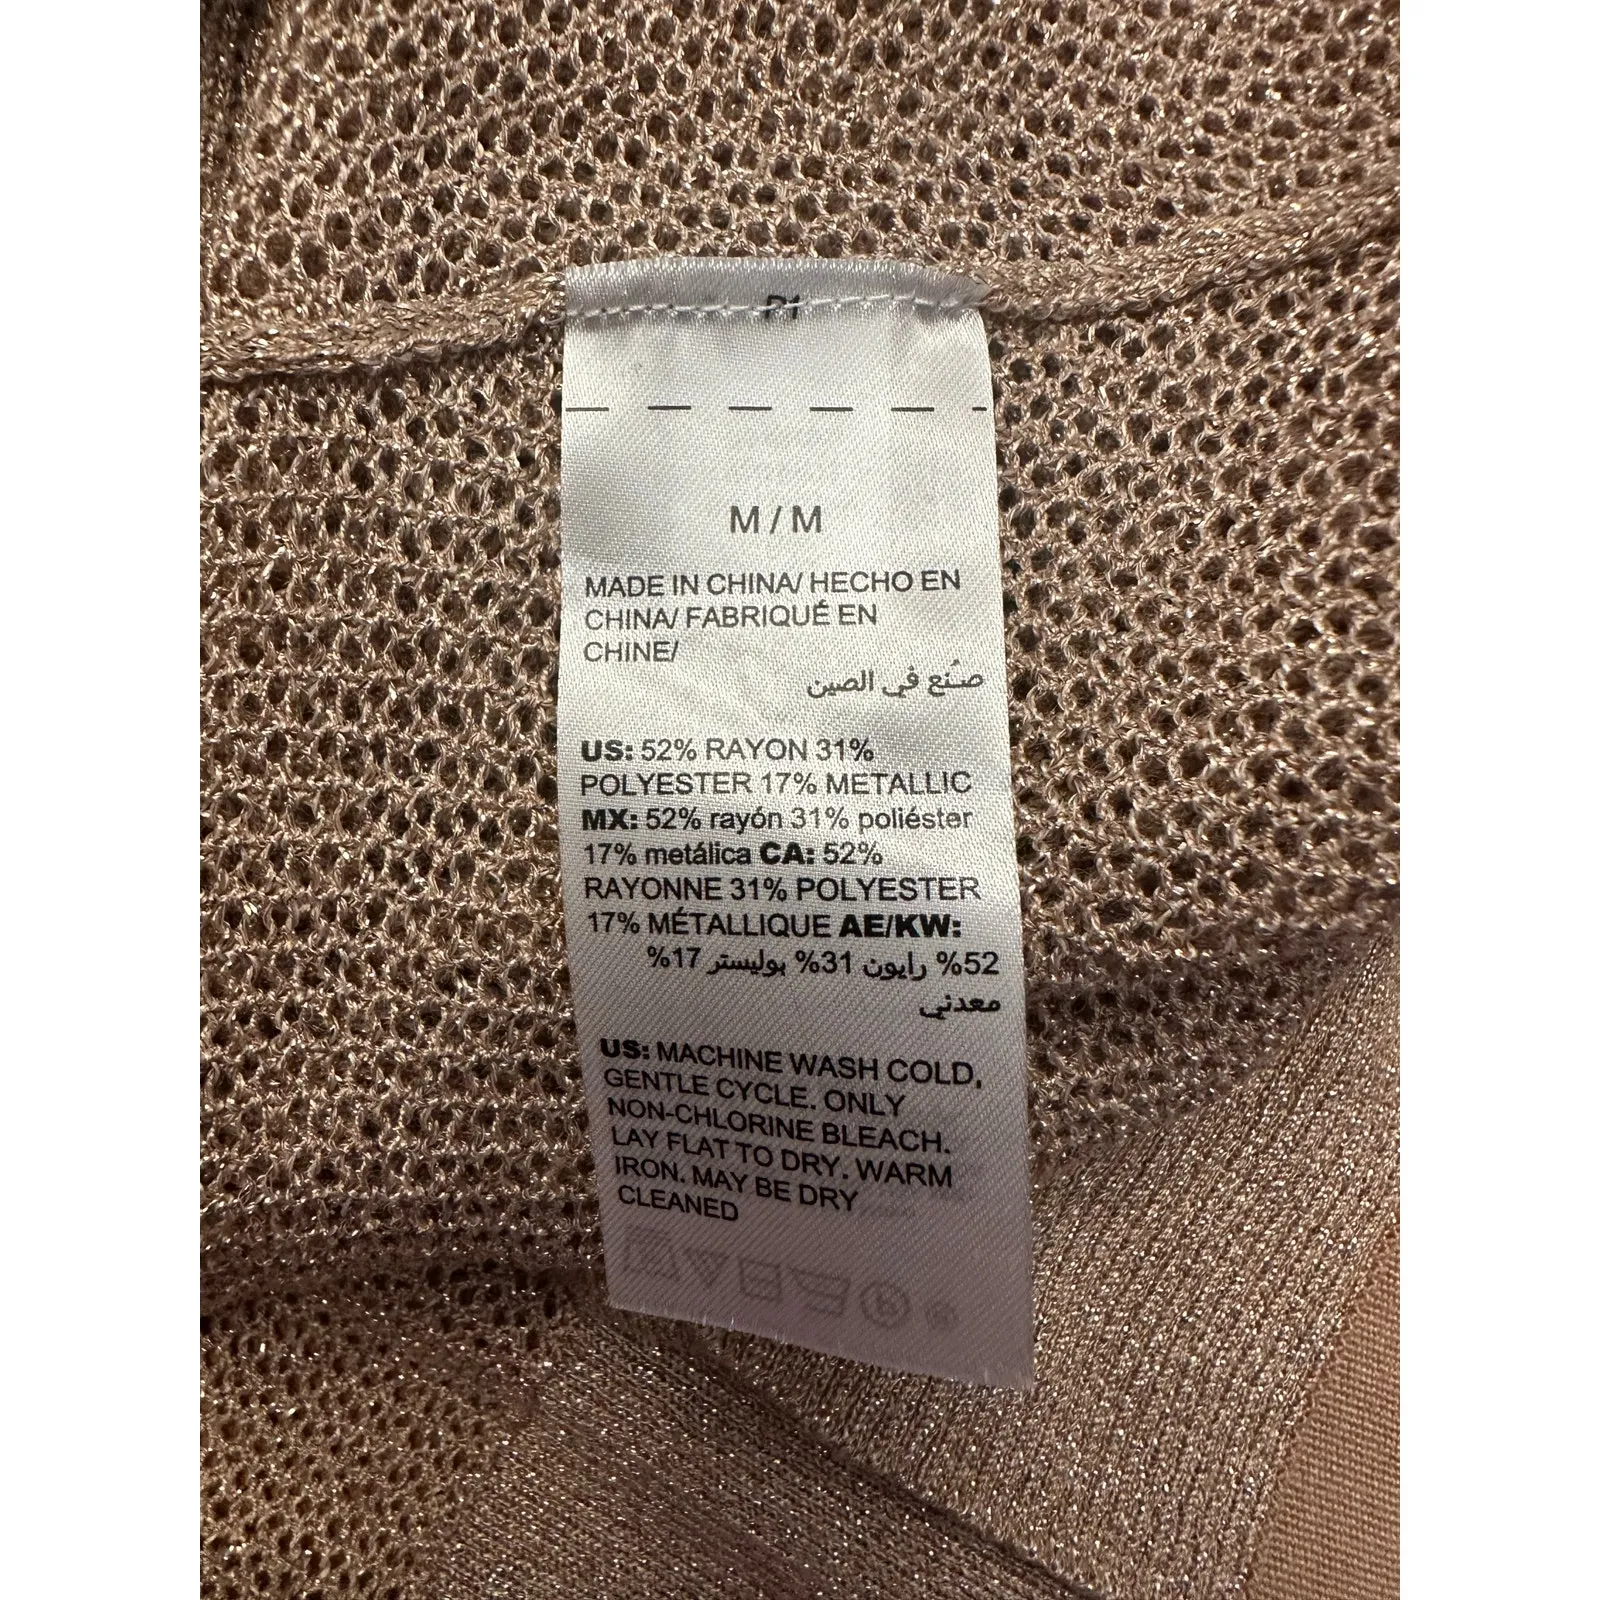 P1
M / M
MADE IN CHINA/ HECHO EN
CHINA/ FABRIQUÉ EN
CHINE/
صُنع في الصين
US: 52% RAYON 31%
POLYESTER 17% METALLIC
MX: 52% rayón 31% poliéster
17% metálica CA: 52%
RAYONNE 31% POLYESTER
17% MÉTALLIQUE AE/KW:
52% رايون 31% بوليستر 17%
معدني
US: MACHINE WASH COLD,
GENTLE CYCLE. ONLY
NON-CHLORINE BLEACH.
LAY FLAT TO DRY. WARM
IRON. MAY BE DRY
CLEANED